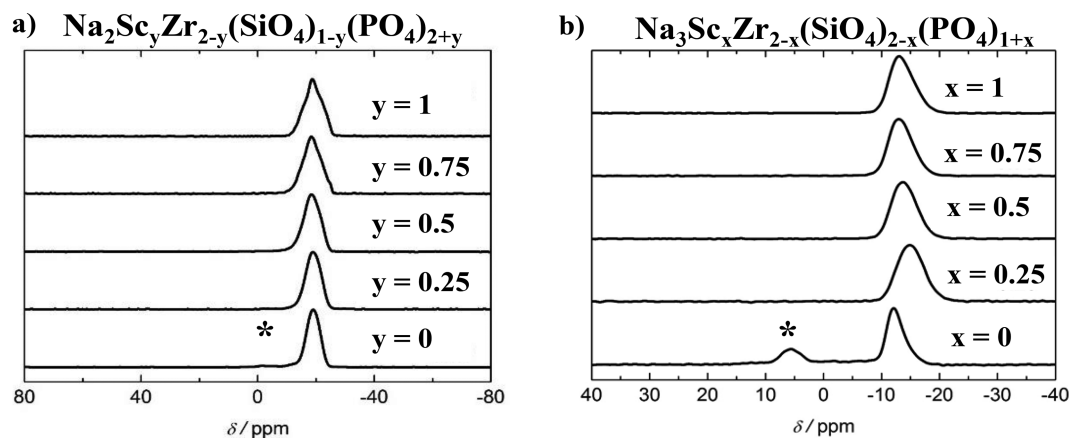 a) Na₂ScᵧZr₂₋ᵧ(SiO₄)₁₋ᵧ(PO₄)₂₊ᵧ
y = 1
y = 0.75
y = 0.5
y = 0.25
*
y = 0
80 40 0 -40 -80
δ / ppm
b) Na₃ScₓZr₂₋ₓ(SiO₄)₂₋ₓ(PO₄)₁₊ₓ
x = 1
x = 0.75
x = 0.5
x = 0.25
*
x = 0
40 30 20 10 0 -10 -20 -30 -40
δ / ppm